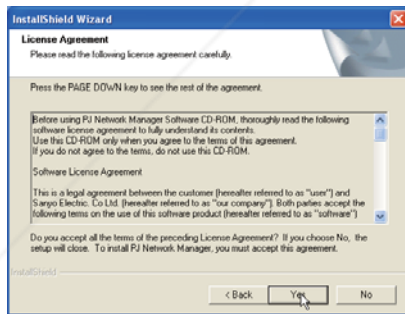 InstallShield Wizard
License Agreement
Please read the following license agreement carefully.
Press the PAGE DOWN key to see the rest of the agreement.
Before using PJ Network Manager Software CD-ROM, thoroughly read the following
software license agreement to fully understand its contents.
Use this CD-ROM only when you agree to the terms of this agreement.
If you do not agree to the terms, do not use this CD-ROM.
Software License Agreement
This is a legal agreement between the customer (hereafter referred to as "user") and
Sanyo Electric. Co Ltd. (hereafter referred to as "our company"). Both parties accept the
following terms on the use of this software product (hereafter referred to as "software")
Do you accept all the terms of the preceding License Agreement? If you choose No, the
setup will close. To install PJ Network Manager, you must accept this agreement.
InstallShield
< Back Yes No